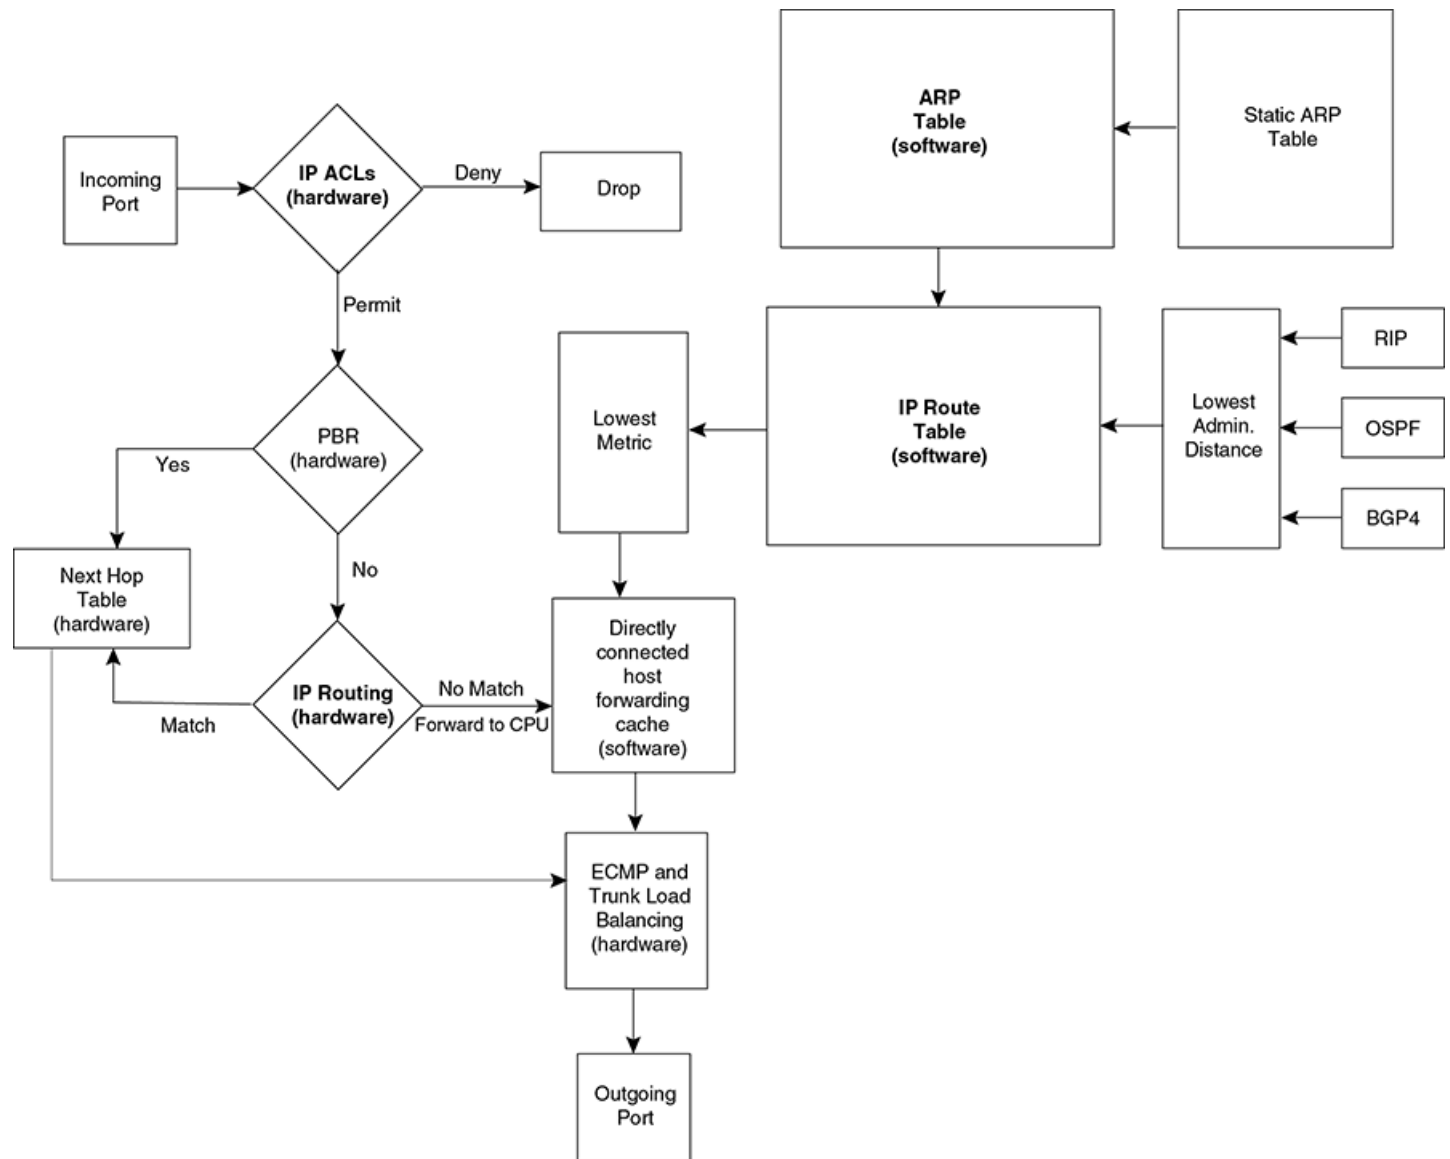 ARP
Table
(software)
Static ARP
Table
Incoming
Port
IP ACLs
(hardware)
Deny
Drop
Permit
PBR
(hardware)
Yes
No
Lowest
Metric
IP Route
Table
(software)
Lowest
Admin.
Distance
RIP
OSPF
BGP4
Next Hop
Table
(hardware)
IP Routing
(hardware)
Match
No Match
Forward to CPU
Directly
connected
host
forwarding
cache
(software)
ECMP and
Trunk Load
Balancing
(hardware)
Outgoing
Port